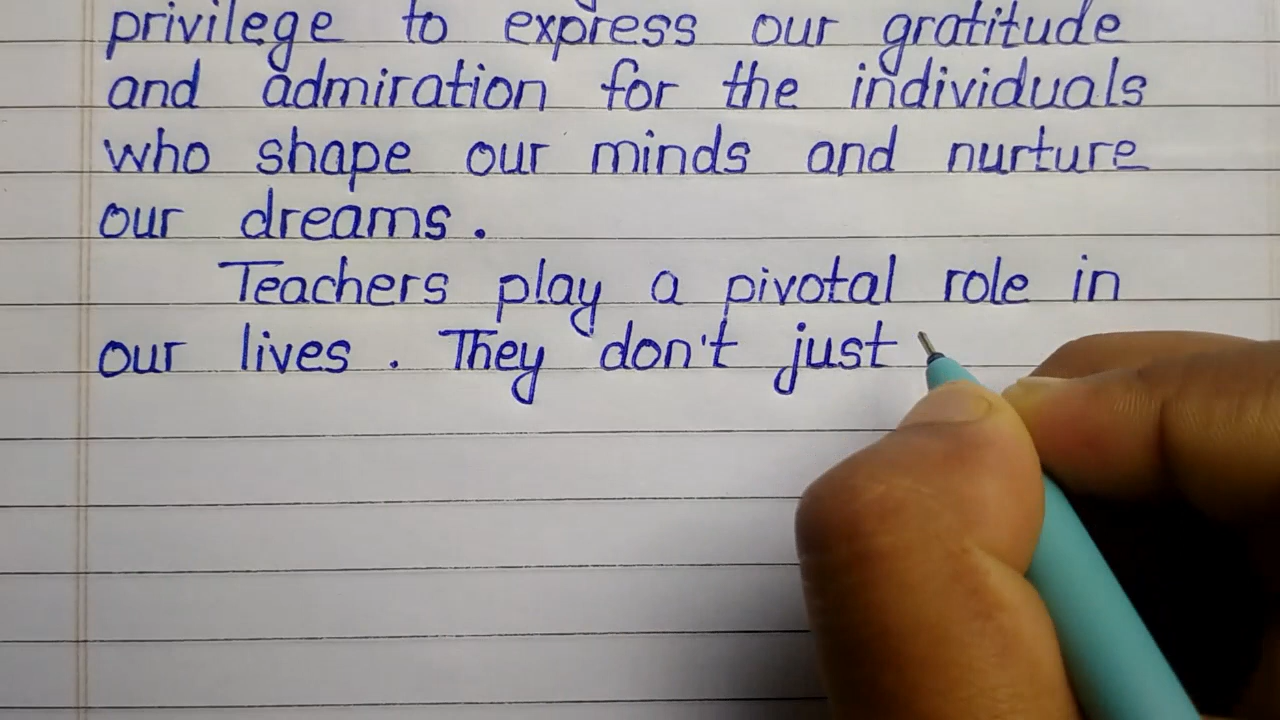 privilege to express our gratitude
and admiration for the individuals
who shape our minds and nurture
our dreams.
Teachers play a pivotal role in
our lives. They don't just